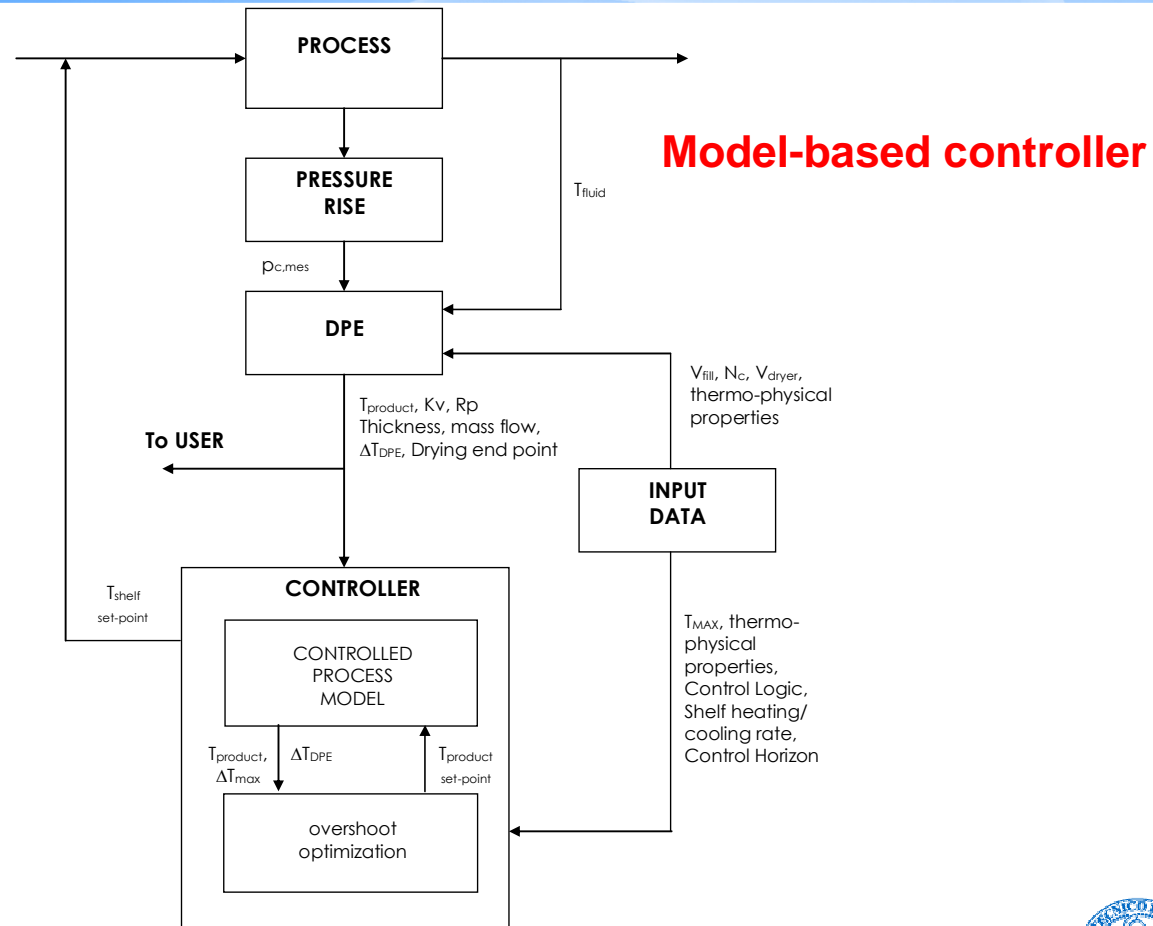 PROCESS
Model-based controller
PRESSURE
RISE
Tfluid
pc,mes
DPE
Vfill, Nc, Vdryer,
thermo-physical
properties
Tproduct, Kv, Rp
Thickness, mass flow,
ΔTDPE, Drying end point
To USER
INPUT
DATA
CONTROLLER
Tshelf
set-point
TMAX, thermo-
physical
properties,
Control Logic,
Shelf heating/
cooling rate,
Control Horizon
CONTROLLED
PROCESS
MODEL
Tproduct,
ΔTmax
ΔTDPE
Tproduct
set-point
overshoot
optimization